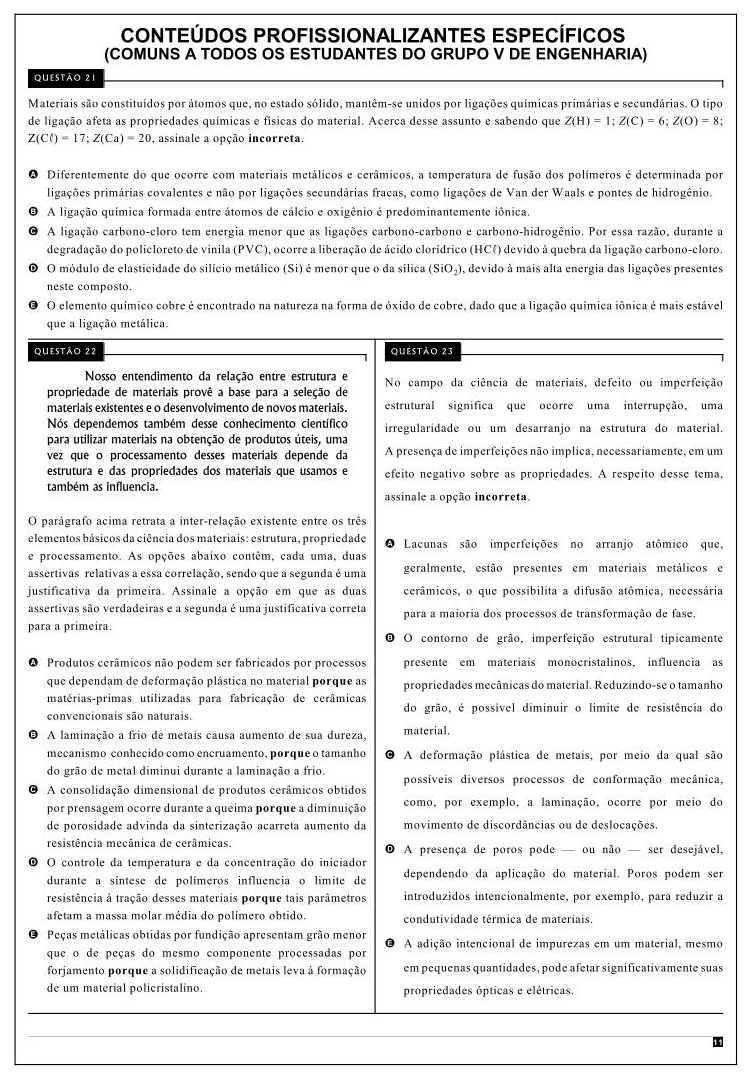 CONTEÚDOS PROFISSIONALIZANTES ESPECÍFICOS
(COMUNS A TODOS OS ESTUDANTES DO GRUPO V DE ENGENHARIA)
QUESTÃO 21
Materiais são constituídos por átomos que, no estado sólido, mantêm-se unidos por ligações químicas primárias e secundárias. O tipo
de ligação afeta as propriedades químicas e físicas do material. Acerca desse assunto e sabendo que Z(H) = 1; Z(C) = 6; Z(O) = 8;
Z(Cℓ) = 17; Z(Ca) = 20, assinale a opção incorreta.
A Diferentemente do que ocorre com materiais metálicos e cerâmicos, a temperatura de fusão dos polímeros é determinada por
ligações primárias covalentes e não por ligações secundárias fracas, como ligações de Van der Waals e pontes de hidrogênio.
B A ligação química formada entre átomos de cálcio e oxigênio é predominantemente iônica.
C A ligação carbono-cloro tem energia menor que as ligações carbono-carbono e carbono-hidrogênio. Por essa razão, durante a
degradação do policloreto de vinila (PVC), ocorre a liberação de ácido clorídrico (HCℓ) devido à quebra da ligação carbono-cloro.
D O módulo de elasticidade do silício metálico (Si) é menor que o da sílica (SiO₂), devido à mais alta energia das ligações presentes
neste composto.
E O elemento químico cobre é encontrado na natureza na forma de óxido de cobre, dado que a ligação química iônica é mais estável
que a ligação metálica.
QUESTÃO 22
Nosso entendimento da relação entre estrutura e
propriedade de materiais provê a base para a seleção de
materiais existentes e o desenvolvimento de novos materiais.
Nós dependemos também desse conhecimento científico
para utilizar materiais na obtenção de produtos úteis, uma
vez que o processamento desses materiais depende da
estrutura e das propriedades dos materiais que usamos e
também as influencia.
O parágrafo acima retrata a inter-relação existente entre os três
elementos básicos da ciência dos materiais: estrutura, propriedade
e processamento. As opções abaixo contêm, cada uma, duas
assertivas relativas a essa correlação, sendo que a segunda é uma
justificativa da primeira. Assinale a opção em que as duas
assertivas são verdadeiras e a segunda é uma justificativa correta
para a primeira.
A Produtos cerâmicos não podem ser fabricados por processos
que dependam de deformação plástica no material porque as
matérias-primas utilizadas para fabricação de cerâmicas
convencionais são naturais.
B A laminação a frio de metais causa aumento de sua dureza,
mecanismo conhecido como encruamento, porque o tamanho
do grão de metal diminui durante a laminação a frio.
C A consolidação dimensional de produtos cerâmicos obtidos
por prensagem ocorre durante a queima porque a diminuição
de porosidade advinda da sinterização acarreta aumento da
resistência mecânica de cerâmicas.
D O controle da temperatura e da concentração do iniciador
durante a síntese de polímeros influencia o limite de
resistência à tração desses materiais porque tais parâmetros
afetam a massa molar média do polímero obtido.
E Peças metálicas obtidas por fundição apresentam grão menor
que o de peças do mesmo componente processadas por
forjamento porque a solidificação de metais leva à formação
de um material policristalino.
QUESTÃO 23
No campo da ciência de materiais, defeito ou imperfeição
estrutural significa que ocorre uma interrupção, uma
irregularidade ou um desarranjo na estrutura do material.
A presença de imperfeições não implica, necessariamente, em um
efeito negativo sobre as propriedades. A respeito desse tema,
assinale a opção incorreta.
A Lacunas são imperfeições no arranjo atômico que,
geralmente, estão presentes em materiais metálicos e
cerâmicos, o que possibilita a difusão atômica, necessária
para a maioria dos processos de transformação de fase.
B O contorno de grão, imperfeição estrutural tipicamente
presente em materiais monocristalinos, influencia as
propriedades mecânicas do material. Reduzindo-se o tamanho
do grão, é possível diminuir o limite de resistência do
material.
C A deformação plástica de metais, por meio da qual são
possíveis diversos processos de conformação mecânica,
como, por exemplo, a laminação, ocorre por meio do
movimento de discordâncias ou de deslocações.
D A presença de poros pode — ou não — ser desejável,
dependendo da aplicação do material. Poros podem ser
introduzidos intencionalmente, por exemplo, para reduzir a
condutividade térmica de materiais.
E A adição intencional de impurezas em um material, mesmo
em pequenas quantidades, pode afetar significativamente suas
propriedades ópticas e elétricas.
11